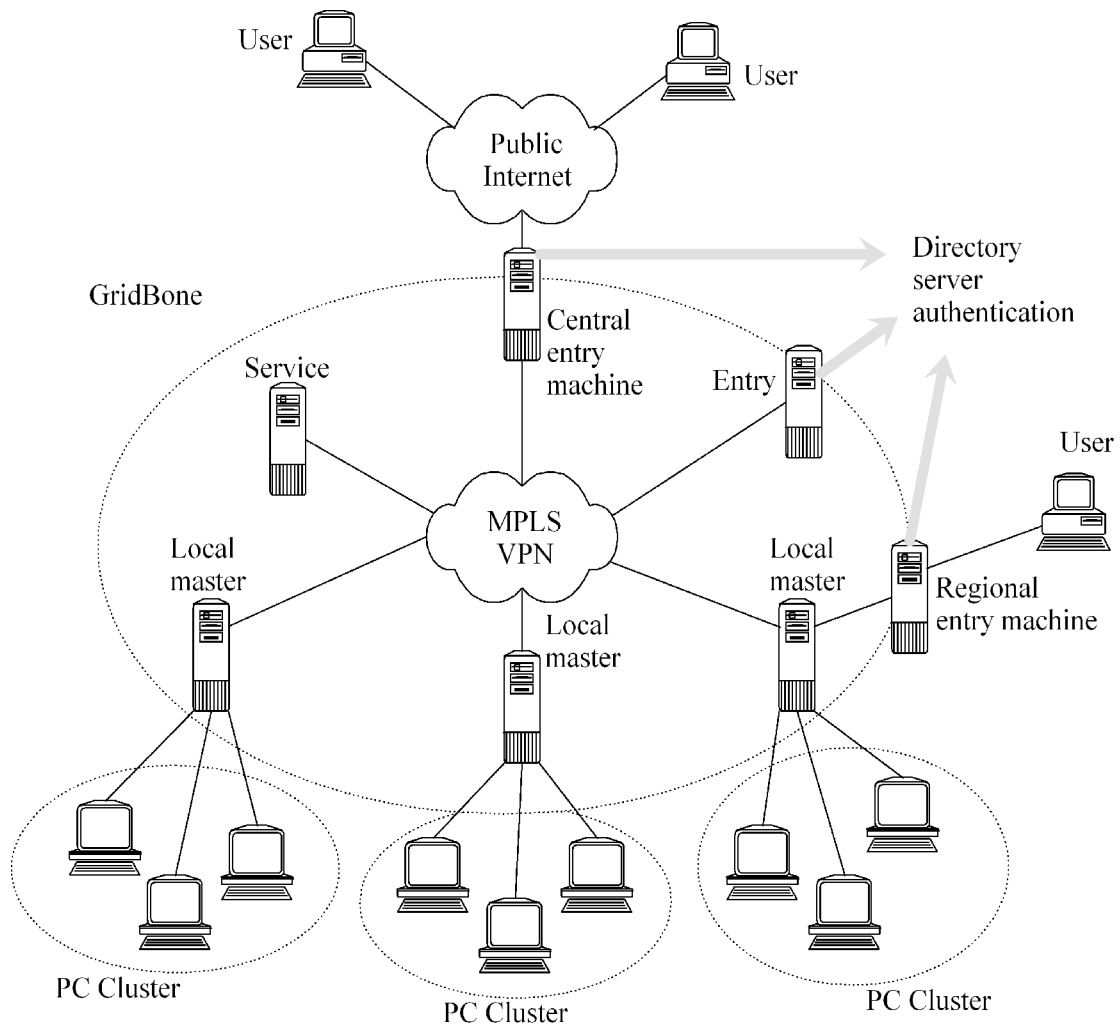 User
User
Public
Internet
Directory
server
authentication
GridBone
Central
entry
machine
Service
Entry
User
MPLS
VPN
Local
master
Local
master
Regional
entry machine
Local
master
PC Cluster
PC Cluster
PC Cluster